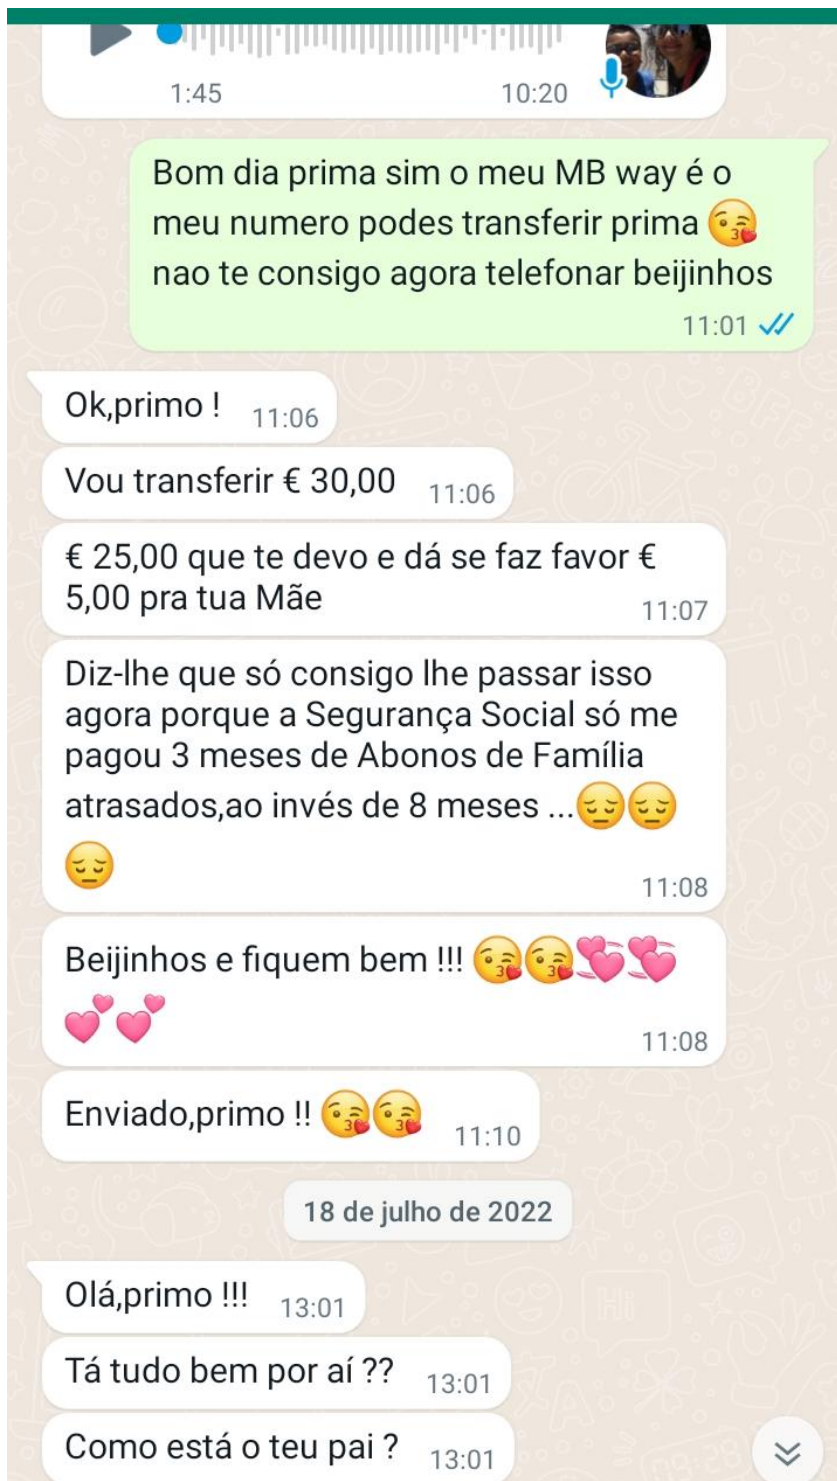 1:45 10:20
Bom dia prima sim o meu MB way é o
meu numero podes transferir prima 😘
nao te consigo agora telefonar beijinhos
11:01
Ok,primo ! 11:06
Vou transferir € 30,00 11:06
€ 25,00 que te devo e dá se faz favor €
5,00 pra tua Mãe 11:07
Diz-lhe que só consigo lhe passar isso
agora porque a Segurança Social só me
pagou 3 meses de Abonos de Família
atrasados,ao invés de 8 meses ...😔😔
😔
11:08
Beijinhos e fiquem bem !!! 😘😘💞💞
💕💕
11:08
Enviado,primo !! 😘😘 11:10
18 de julho de 2022
Olá,primo !!! 13:01
Tá tudo bem por aí ?? 13:01
Como está o teu pai ? 13:01